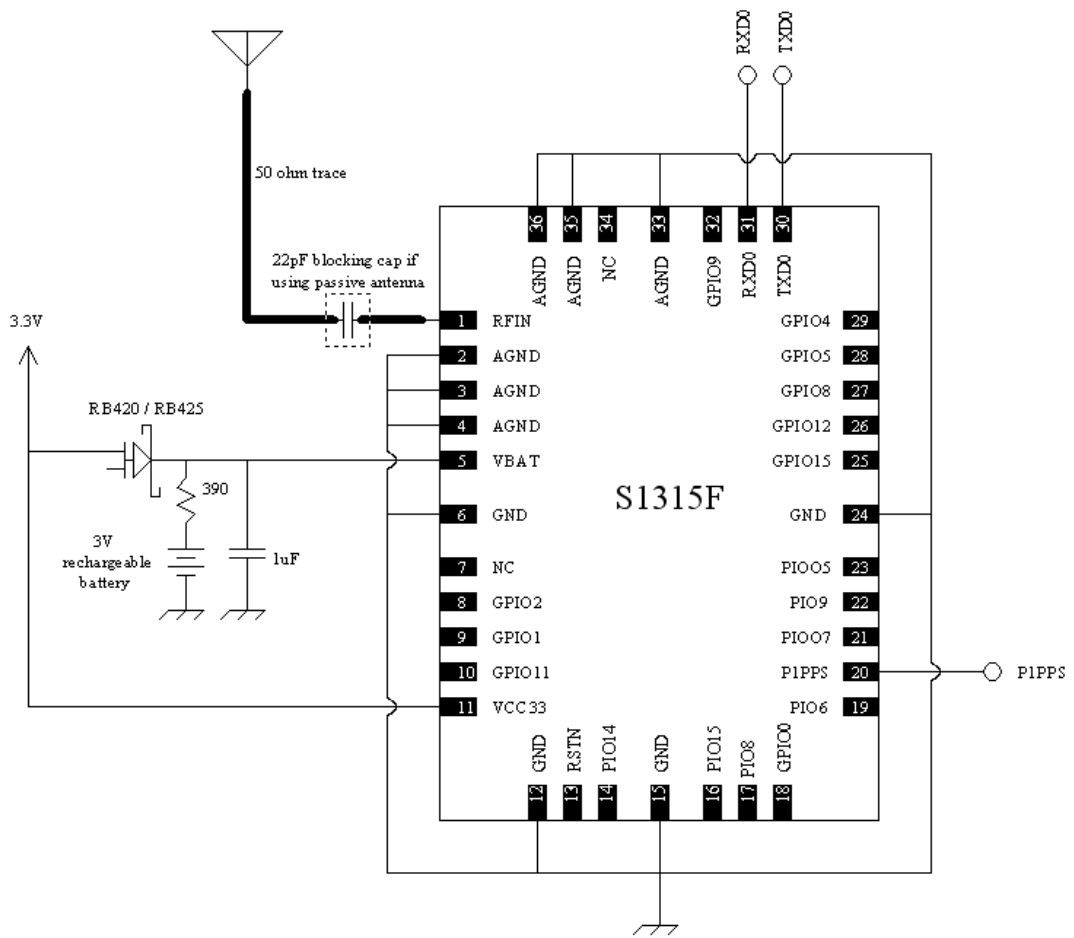 RXD0
TXD0
50 ohm trace
36
35
34
33
32
31
30
AGND
AGND
NC
AGND
GPIO9
RXD0
TXD0
22pF blocking cap if
using passive antenna
3.3V
1 RFIN
2 AGND
3 AGND
4 AGND
5 VBAT
6 GND
7 NC
8 GPIO2
9 GPIO1
10 GPIO11
11 VCC33
RB420 / RB425
390
3V
rechargeable
battery
1uF
S1315F
GPIO4 29
GPIO5 28
GPIO8 27
GPIO12 26
GPIO15 25
GND 24
PIO05 23
PIO9 22
PIO07 21
P1PPS 20
PIO6 19
P1PPS
GND
RSTN
PIO14
GND
PIO15
PIO8
GPIO0
12
13
14
15
16
17
18